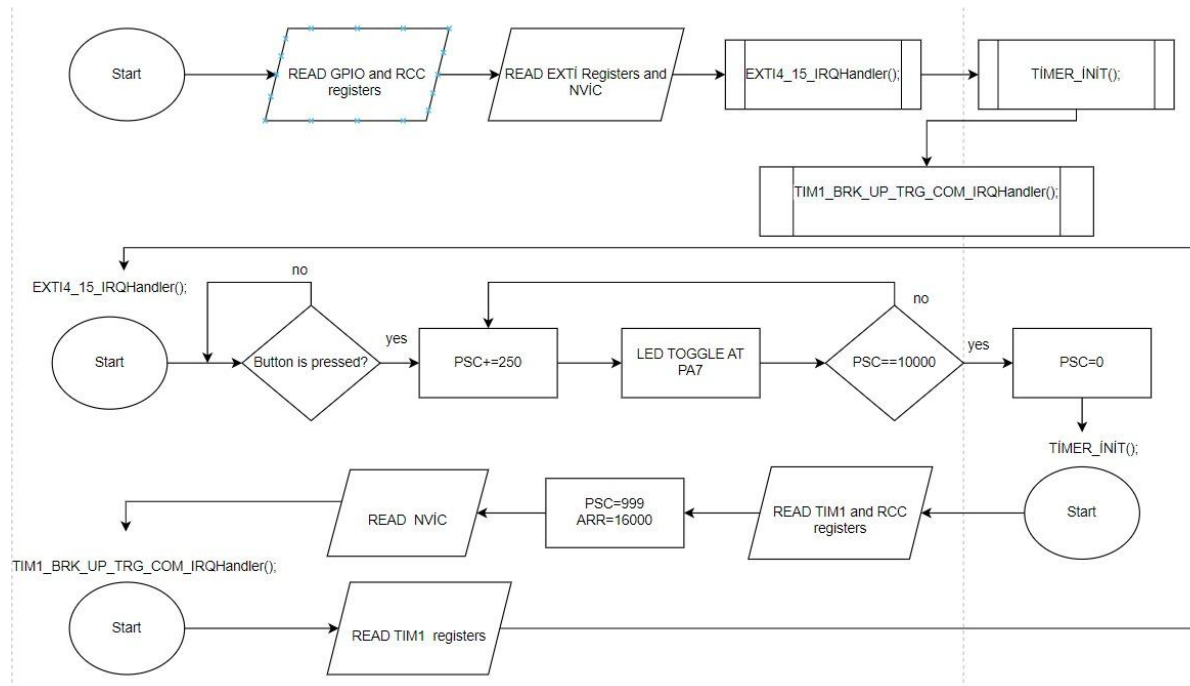 Start
READ GPIO and RCC
registers
READ EXTİ Registers and
NVİC
EXTI4_15_IRQHandler();
TİMER_İNİT();
TIM1_BRK_UP_TRG_COM_IRQHandler();
EXTI4_15_IRQHandler();
Start
no
Button is pressed?
yes
PSC+=250
LED TOGGLE AT
PA7
no
PSC==10000
yes
PSC=0
TİMER_İNİT();
Start
READ TIM1 and RCC
registers
PSC=999
ARR=16000
READ NVİC
TIM1_BRK_UP_TRG_COM_IRQHandler();
Start
READ TIM1 registers